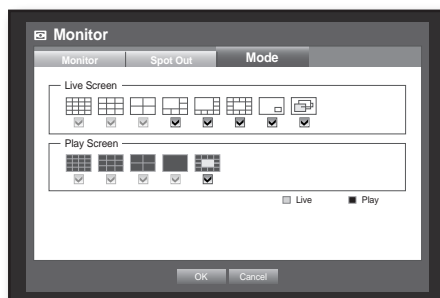 Monitor
Monitor Spot Out Mode
Live Screen
Play Screen
Live Play
OK Cancel